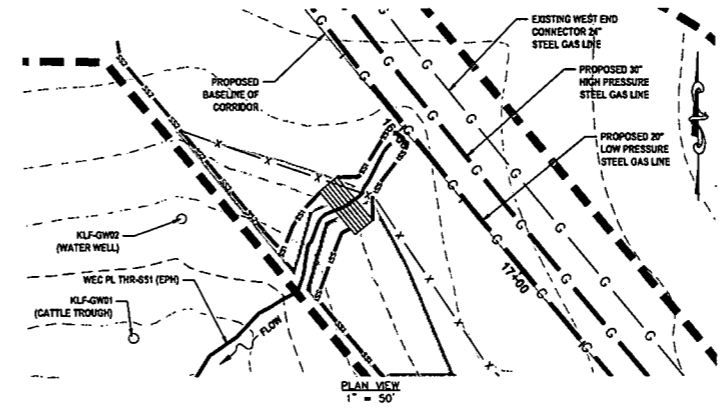 EXISTING WEST END
CONNECTOR 24"
STEEL GAS LINE
PROPOSED
BASELINE OF
CORRIDOR
PROPOSED 30"
HIGH PRESSURE
STEEL GAS LINE
PROPOSED 20"
LOW PRESSURE
STEEL GAS LINE
KLF-GW02
(WATER WELL)
WEC PL THR-SS1 (EPH)
KLF-GW01
(CATTLE TROUGH)
FLOW
17+00
PLAN VIEW
1" = 50'